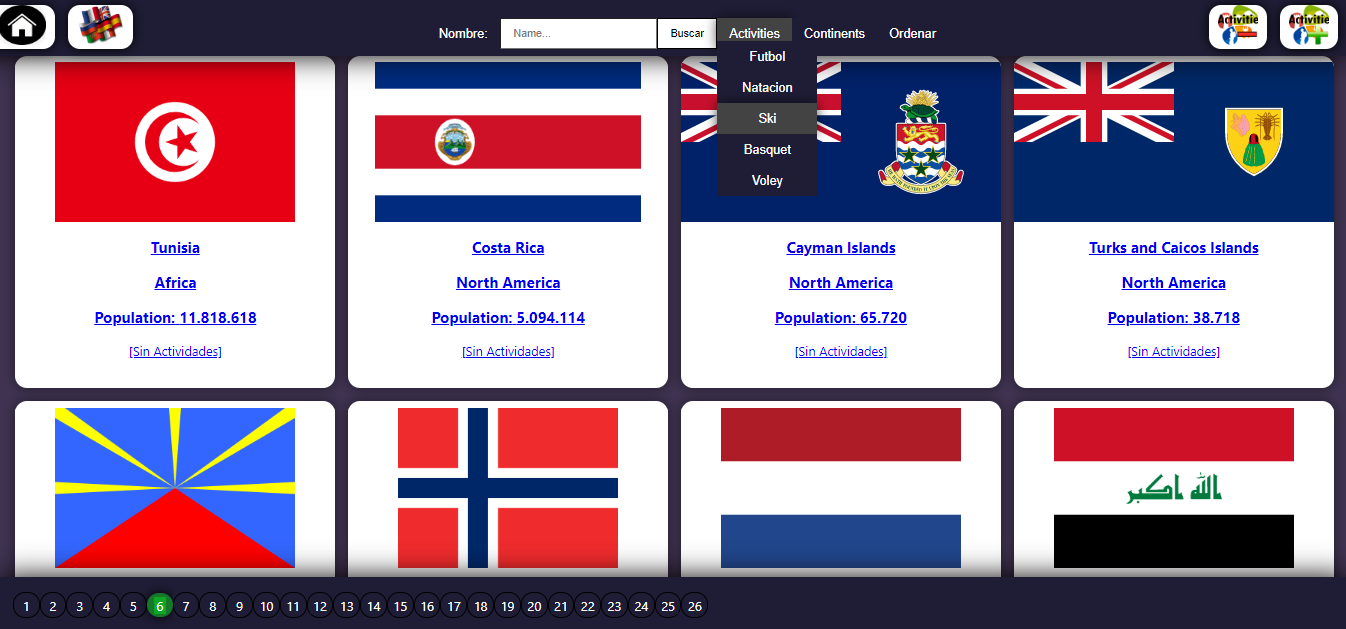 Nombre: Name... Buscar Activities Continents Ordenar
Activitie Activitie
Futbol
Natacion
Ski
Basquet
Voley
Tunisia
Africa
Population: 11.818.618
[Sin Actividades]
Costa Rica
North America
Population: 5.094.114
[Sin Actividades]
Cayman Islands
North America
Population: 65.720
[Sin Actividades]
Turks and Caicos Islands
North America
Population: 38.718
[Sin Actividades]
الله اكبر
1 2 3 4 5 6 7 8 9 10 11 12 13 14 15 16 17 18 19 20 21 22 23 24 25 26